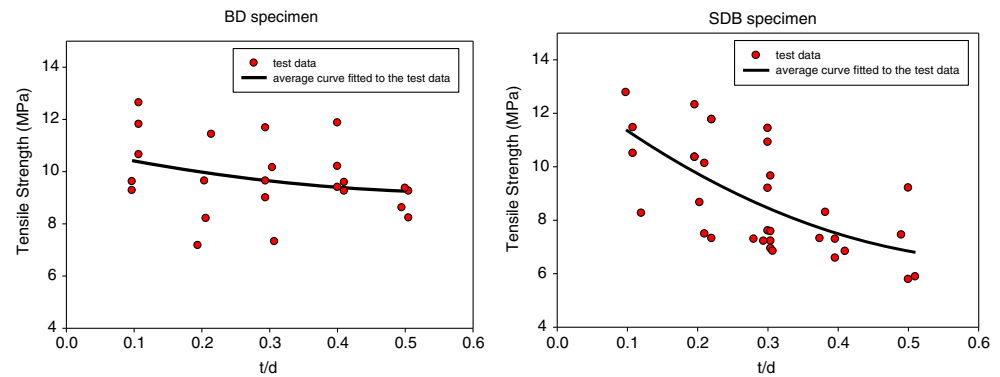 BD specimen
test data
average curve fitted to the test data
Tensile Strength (MPa)
14
12
10
8
6
4
0.0 0.1 0.2 0.3 0.4 0.5 0.6
t/d
SDB specimen
test data
average curve fitted to the test data
Tensile Strength (MPa)
14
12
10
8
6
4
0.0 0.1 0.2 0.3 0.4 0.5 0.6
t/d